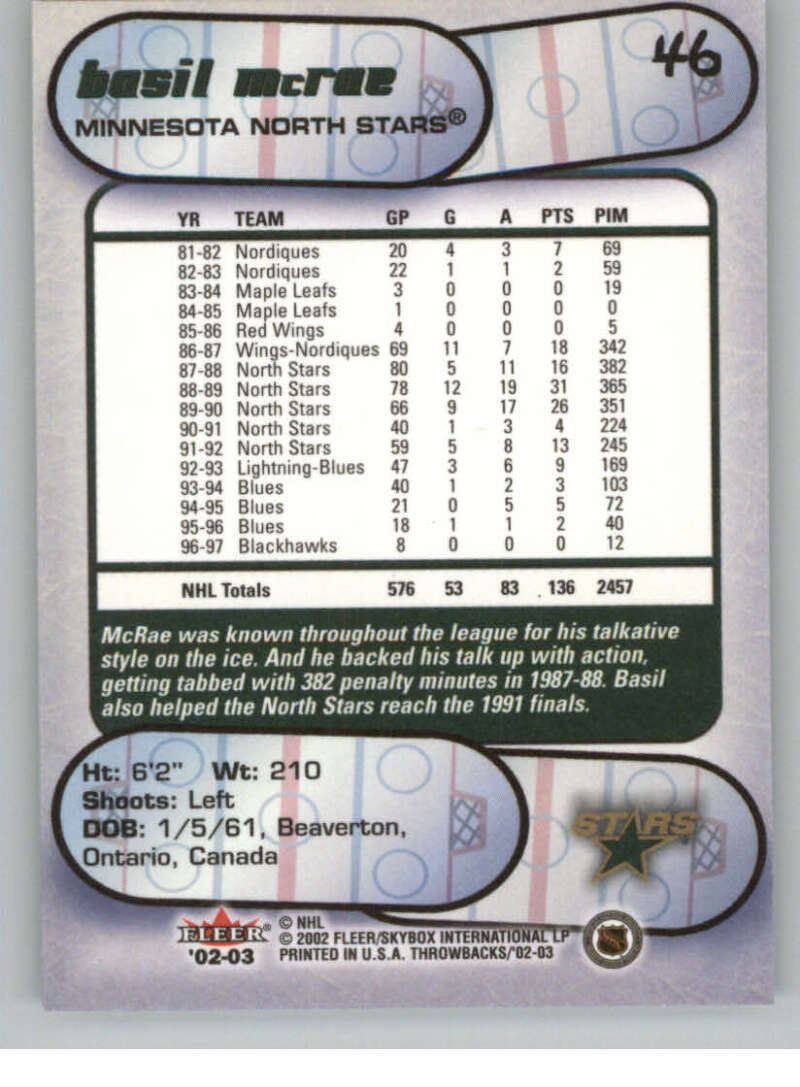 basil mcrae
46
MINNESOTA NORTH STARS®
YR TEAM GP G A PTS PIM
81-82 Nordiques 20 4 3 7 69
82-83 Nordiques 22 1 1 2 59
83-84 Maple Leafs 3 0 0 0 19
84-85 Maple Leafs 1 0 0 0 0
85-86 Red Wings 4 0 0 0 5
86-87 Wings-Nordiques 69 11 7 18 342
87-88 North Stars 80 5 11 16 382
88-89 North Stars 78 12 19 31 365
89-90 North Stars 66 9 17 26 351
90-91 North Stars 40 1 3 4 224
91-92 North Stars 59 5 8 13 245
92-93 Lightning-Blues 47 3 6 9 169
93-94 Blues 40 1 2 3 103
94-95 Blues 21 0 5 5 72
95-96 Blues 18 1 1 2 40
96-97 Blackhawks 8 0 0 0 12
NHL Totals 576 53 83 136 2457
McRae was known throughout the league for his talkative
style on the ice. And he backed his talk up with action,
getting tabbed with 382 penalty minutes in 1987-88. Basil
also helped the North Stars reach the 1991 finals.
Ht: 6'2" Wt: 210
Shoots: Left
DOB: 1/5/61, Beaverton,
Ontario, Canada
STARS
FLEER®
'02-03
© NHL
© 2002 FLEER/SKYBOX INTERNATIONAL LP
PRINTED IN U.S.A. THROWBACKS/'02-03